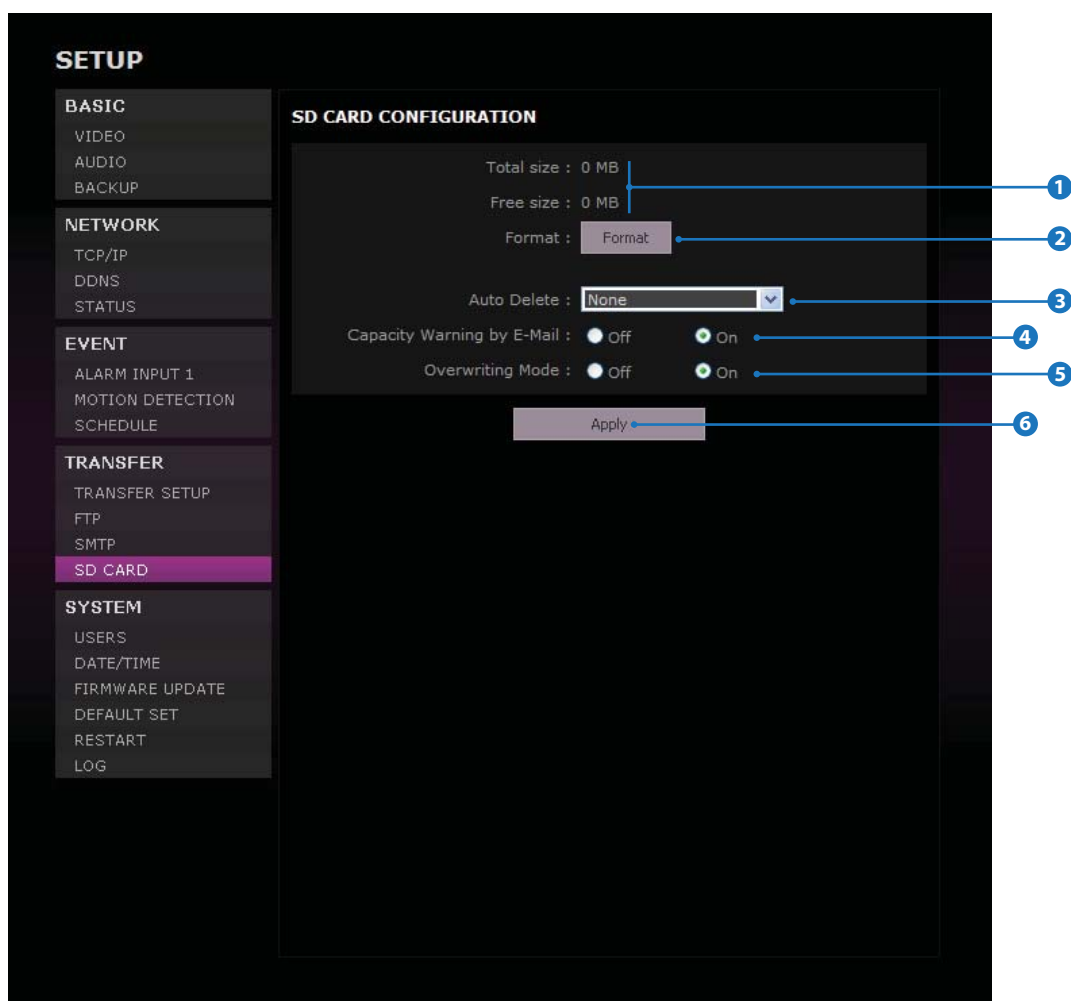 SETUP
BASIC
VIDEO
AUDIO
BACKUP
NETWORK
TCP/IP
DDNS
STATUS
EVENT
ALARM INPUT 1
MOTION DETECTION
SCHEDULE
TRANSFER
TRANSFER SETUP
FTP
SMTP
SD CARD
SYSTEM
USERS
DATE/TIME
FIRMWARE UPDATE
DEFAULT SET
RESTART
LOG
SD CARD CONFIGURATION
Total size : 0 MB
1
Free size : 0 MB
Format : Format 2
Auto Delete : None 3
Capacity Warning by E-Mail : Off On 4
Overwriting Mode : Off On 5
Apply 6